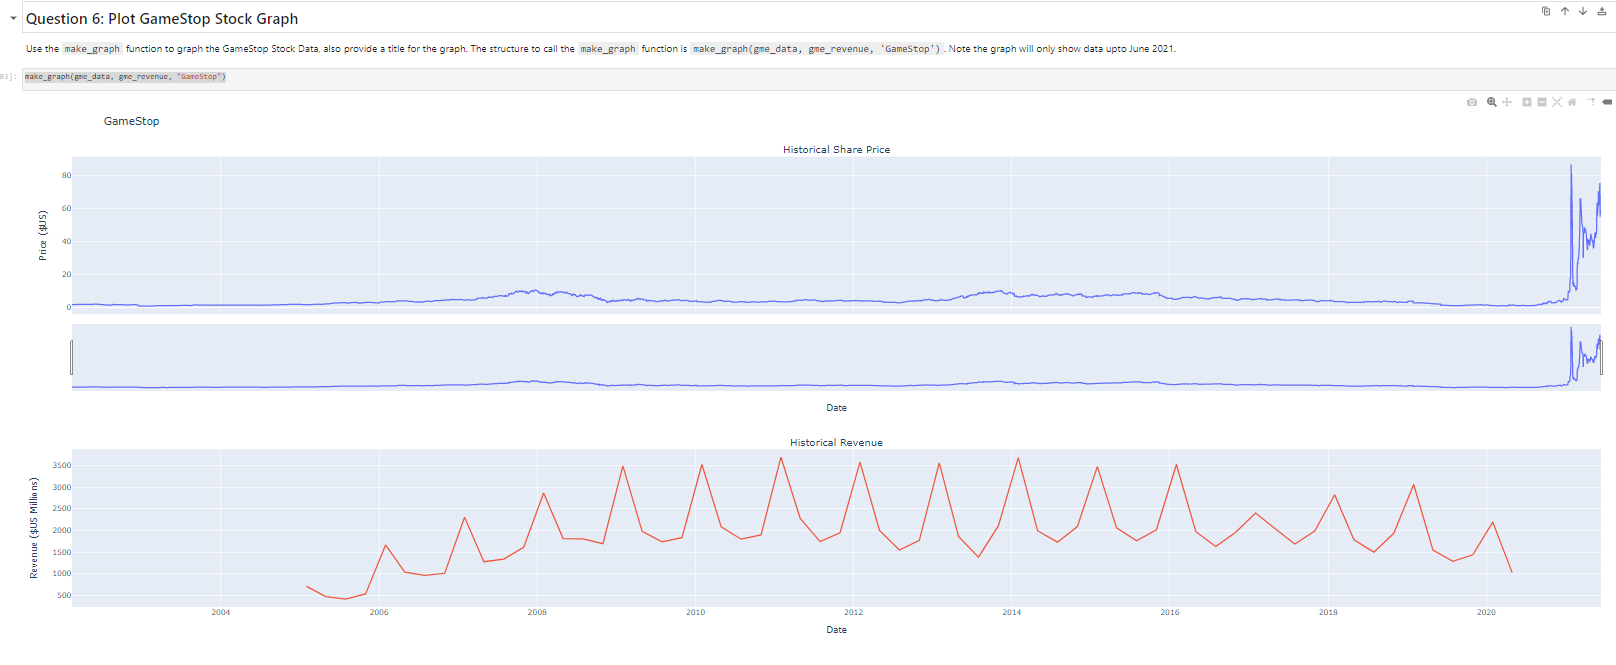 Question 6: Plot GameStop Stock Graph
Use the make_graph function to graph the GameStop Stock Data, also provide a title for the graph. The structure to call the make_graph function is make_graph(gme_data, gme_revenue, 'GameStop'). Note the graph will only show data upto June 2021.
03]: make_graph(gme_data, gme_revenue, "GameStop")
GameStop
Historical Share Price
80
60
40
20
0
Price ($US)
Date
Historical Revenue
3500
3000
2500
2000
1500
1000
500
Revenue ($US Millions)
2004 2006 2008 2010 2012 2014 2016 2018 2020
Date